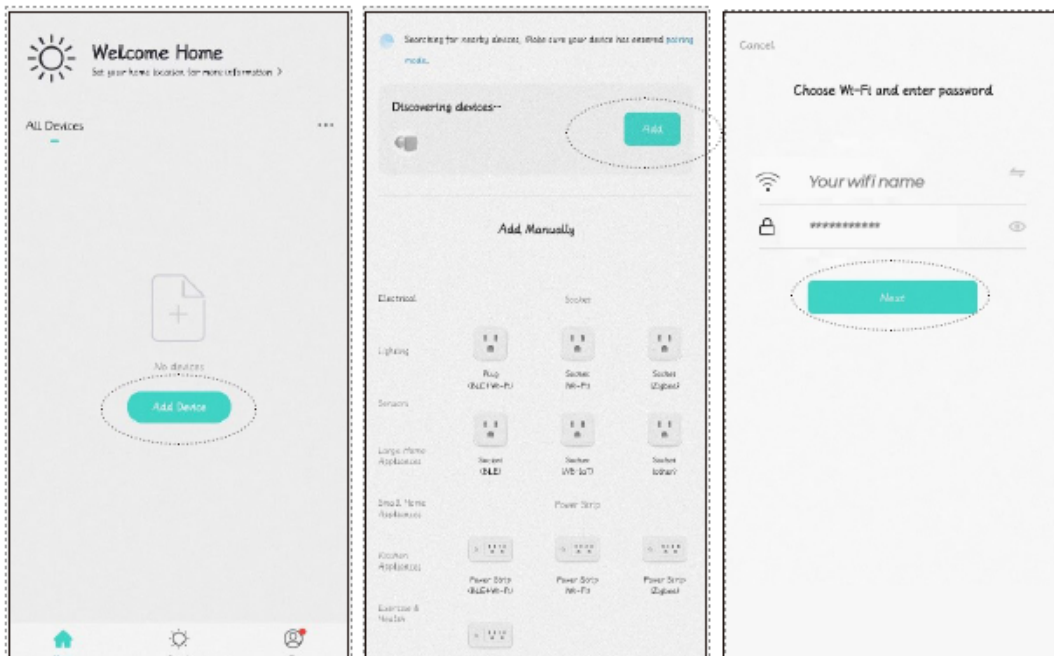 Welcome Home
Set your home location for more information >
All Devices
...
No devices
Add Device
Searching for nearby devices, Make sure your device has entered pairing
mode.
Discovering devices--
Add
Add Manually
Electrical
Socket
Lighting
Plug
(BLE+Wi-Fi)
Socket
(Wi-Fi)
Socket
(Zigbee)
Sensors
Large Home
Appliances
Socket
(BLE)
Socket
(NB-IoT)
Socket
(other)
Small Home
Appliances
Power Strip
Kitchen
Appliances
Power Strip
(BLE+Wi-Fi)
Power Strip
(Wi-Fi)
Power Strip
(Zigbee)
Exercise &
Health
Cancel
Choose Wi-Fi and enter password
Your wifi name
***********
Next